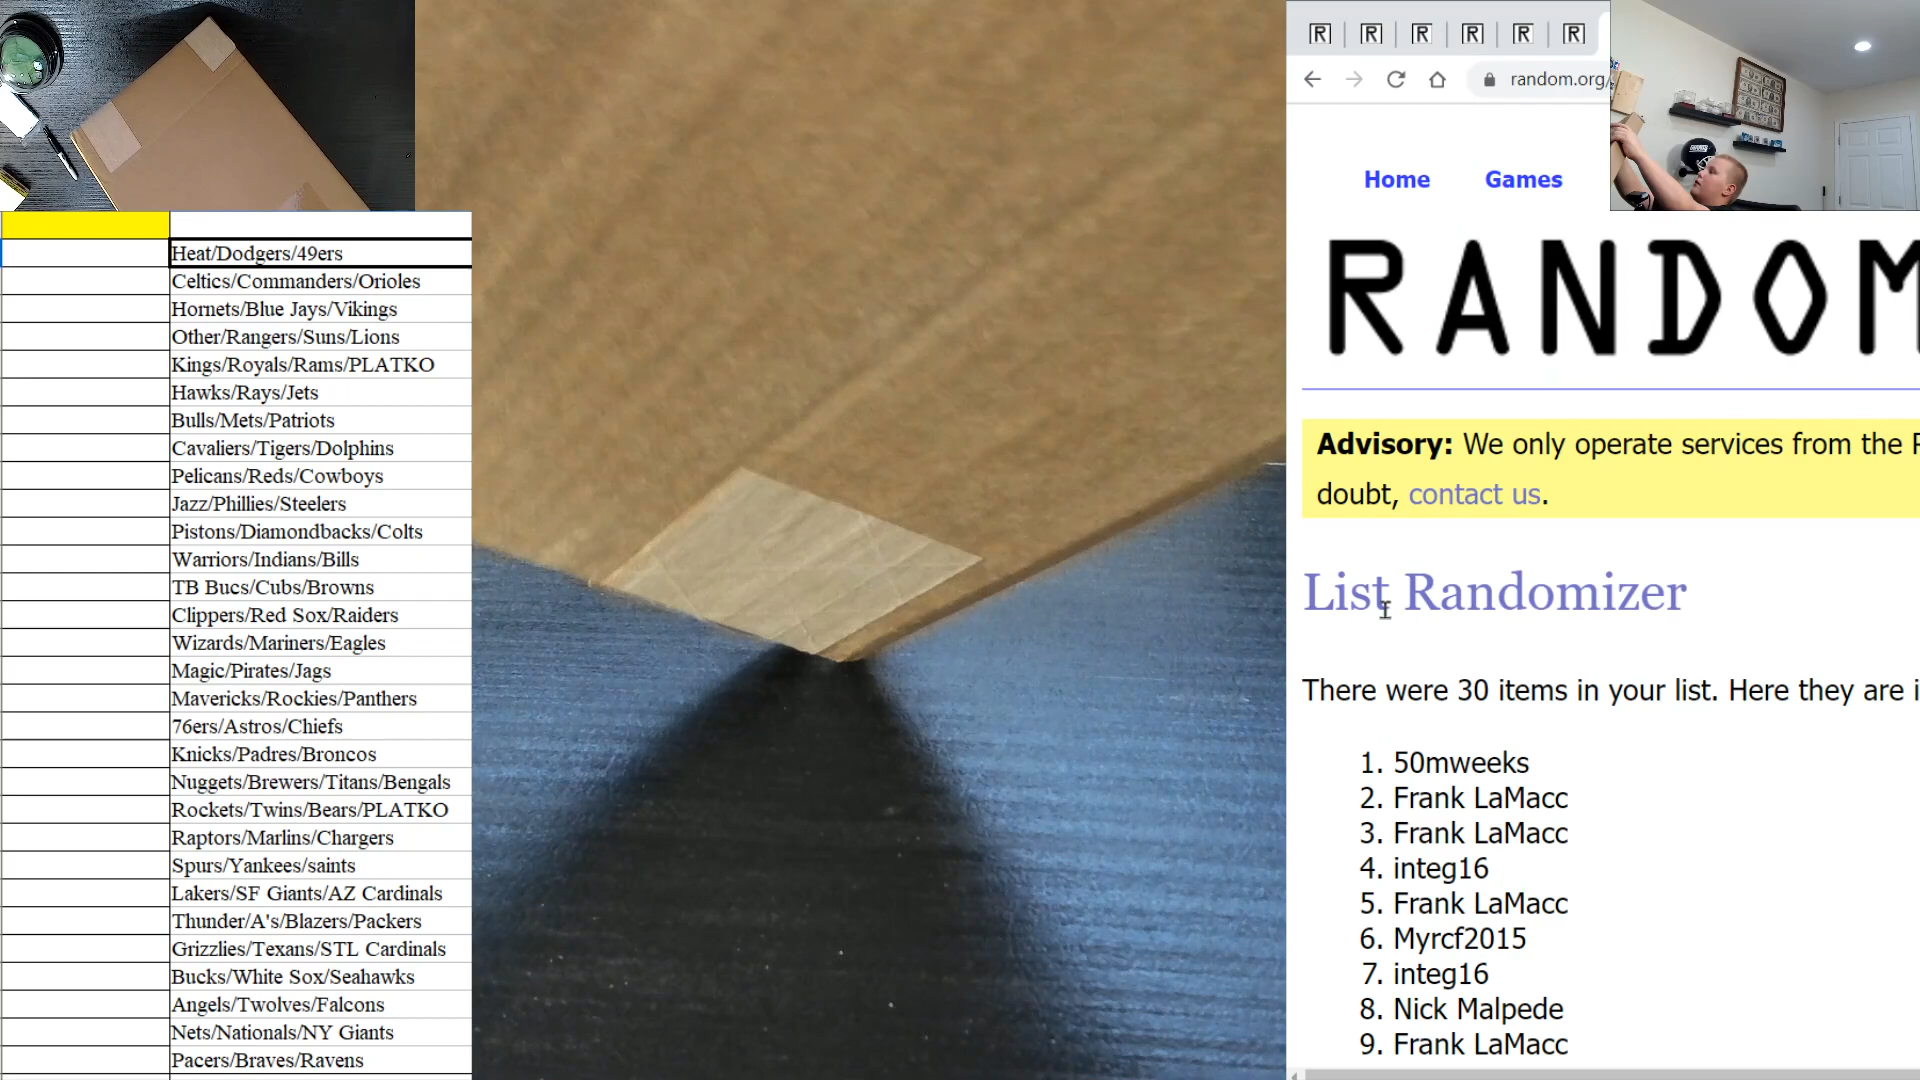 Heat/Dodgers/49ers
Celtics/Commanders/Orioles
Hornets/Blue Jays/Vikings
Other/Rangers/Suns/Lions
Kings/Royals/Rams/PLATKO
Hawks/Rays/Jets
Bulls/Mets/Patriots
Cavaliers/Tigers/Dolphins
Pelicans/Reds/Cowboys
Jazz/Phillies/Steelers
Pistons/Diamondbacks/Colts
Warriors/Indians/Bills
TB Bucs/Cubs/Browns
Clippers/Red Sox/Raiders
Wizards/Mariners/Eagles
Magic/Pirates/Jags
Mavericks/Rockies/Panthers
76ers/Astros/Chiefs
Knicks/Padres/Broncos
Nuggets/Brewers/Titans/Bengals
Rockets/Twins/Bears/PLATKO
Raptors/Marlins/Chargers
Spurs/Yankees/saints
Lakers/SF Giants/AZ Cardinals
Thunder/A's/Blazers/Packers
Grizzlies/Texans/STL Cardinals
Bucks/White Sox/Seahawks
Angels/Twolves/Falcons
Nets/Nationals/NY Giants
Pacers/Braves/Ravens
R R R R R R
random.org/
Home Games
RANDOM
Advisory: We only operate services from the
doubt, contact us.
List Randomizer
There were 30 items in your list. Here they are i
1. 50mweeks
2. Frank LaMacc
3. Frank LaMacc
4. integ16
5. Frank LaMacc
6. Myrcf2015
7. integ16
8. Nick Malpede
9. Frank LaMacc